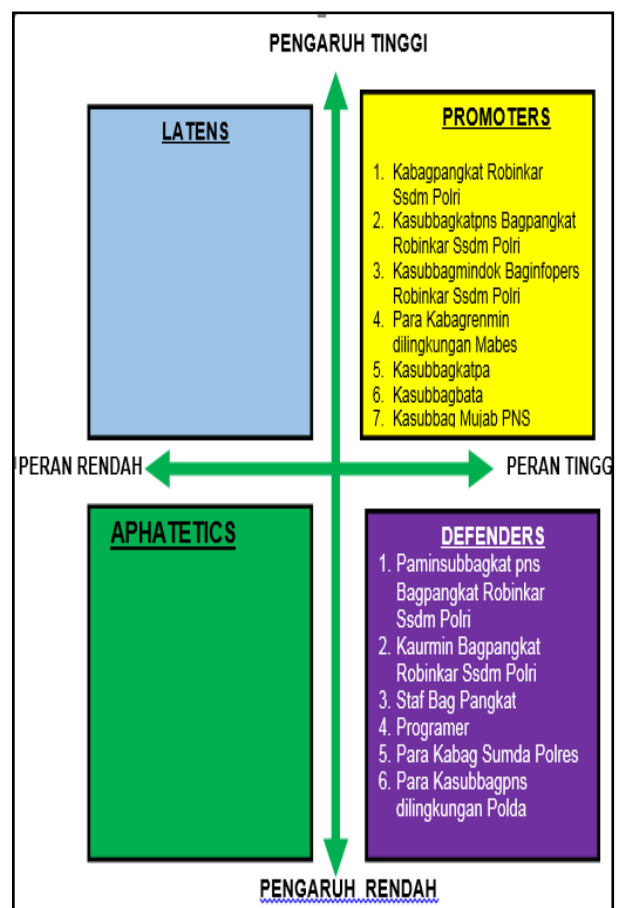 PENGARUH TINGGI
LATENS
PROMOTERS
1. Kabagpangkat Robinkar
Ssdm Polri
2. Kasubbagkatpns Bagpangkat
Robinkar Ssdm Polri
3. Kasubbagmindok Baginfopers
Robinkar Ssdm Polri
4. Para Kabagrenmin
dilingkungan Mabes
5. Kasubbagkatpa
6. Kasubbagbata
7. Kasubbag Mujab PNS
PERAN RENDAH
PERAN TINGG
APHATETICS
DEFENDERS
1. Paminsubbagkat pns
Bagpangkat Robinkar
Ssdm Polri
2. Kaurmin Bagpangkat
Robinkar Ssdm Polri
3. Staf Bag Pangkat
4. Programer
5. Para Kabag Sumda Polres
6. Para Kasubbagpns
dilingkungan Polda
PENGARUH RENDAH